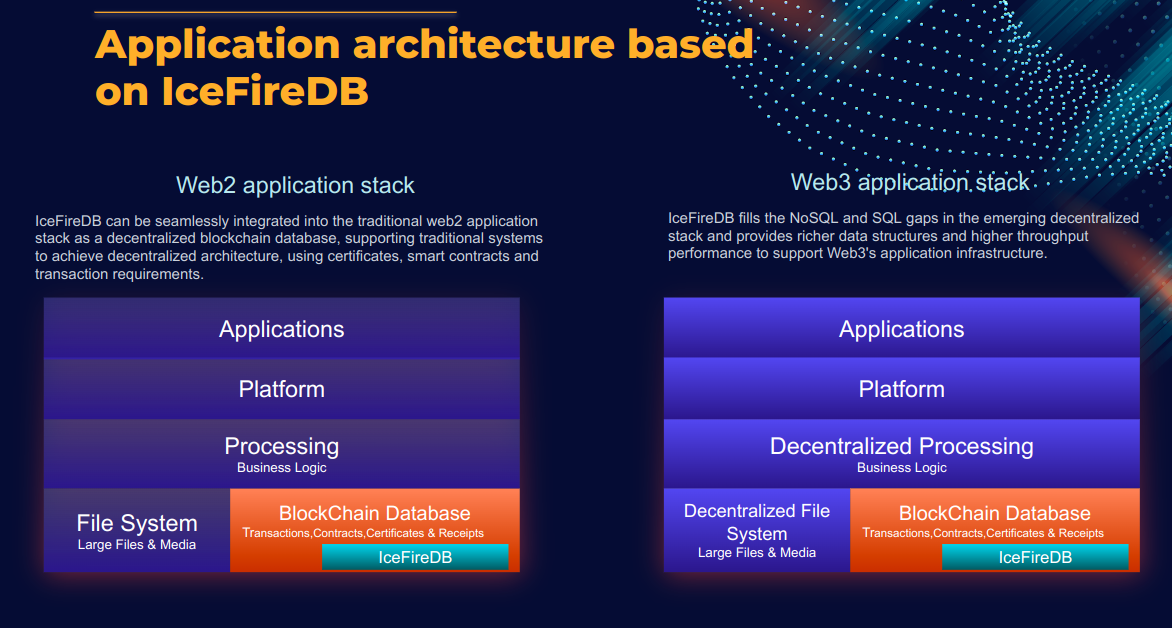 Application architecture based
on IceFireDB
Web2 application stack
IceFireDB can be seamlessly integrated into the traditional web2 application
stack as a decentralized blockchain database, supporting traditional systems
to achieve decentralized architecture, using certificates, smart contracts and
transaction requirements.
Applications
Platform
Processing
Business Logic
File System
Large Files & Media
BlockChain Database
Transactions,Contracts,Certificates & Receipts
IceFireDB
Web3 application stack
IceFireDB fills the NoSQL and SQL gaps in the emerging decentralized
stack and provides richer data structures and higher throughput
performance to support Web3's application infrastructure.
Applications
Platform
Decentralized Processing
Business Logic
Decentralized File
System
Large Files & Media
BlockChain Database
Transactions,Contracts,Certificates & Receipts
IceFireDB